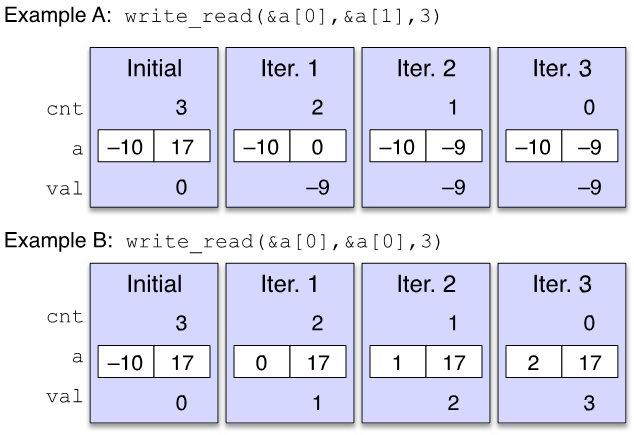 Example A: write_read(&a[0],&a[1],3)
Initial Iter. 1 Iter. 2 Iter. 3
cnt 3 2 1 0
a –10 17 –10 0 –10 –9 –10 –9
val 0 –9 –9 –9
Example B: write_read(&a[0],&a[0],3)
Initial Iter. 1 Iter. 2 Iter. 3
cnt 3 2 1 0
a –10 17 0 17 1 17 2 17
val 0 1 2 3